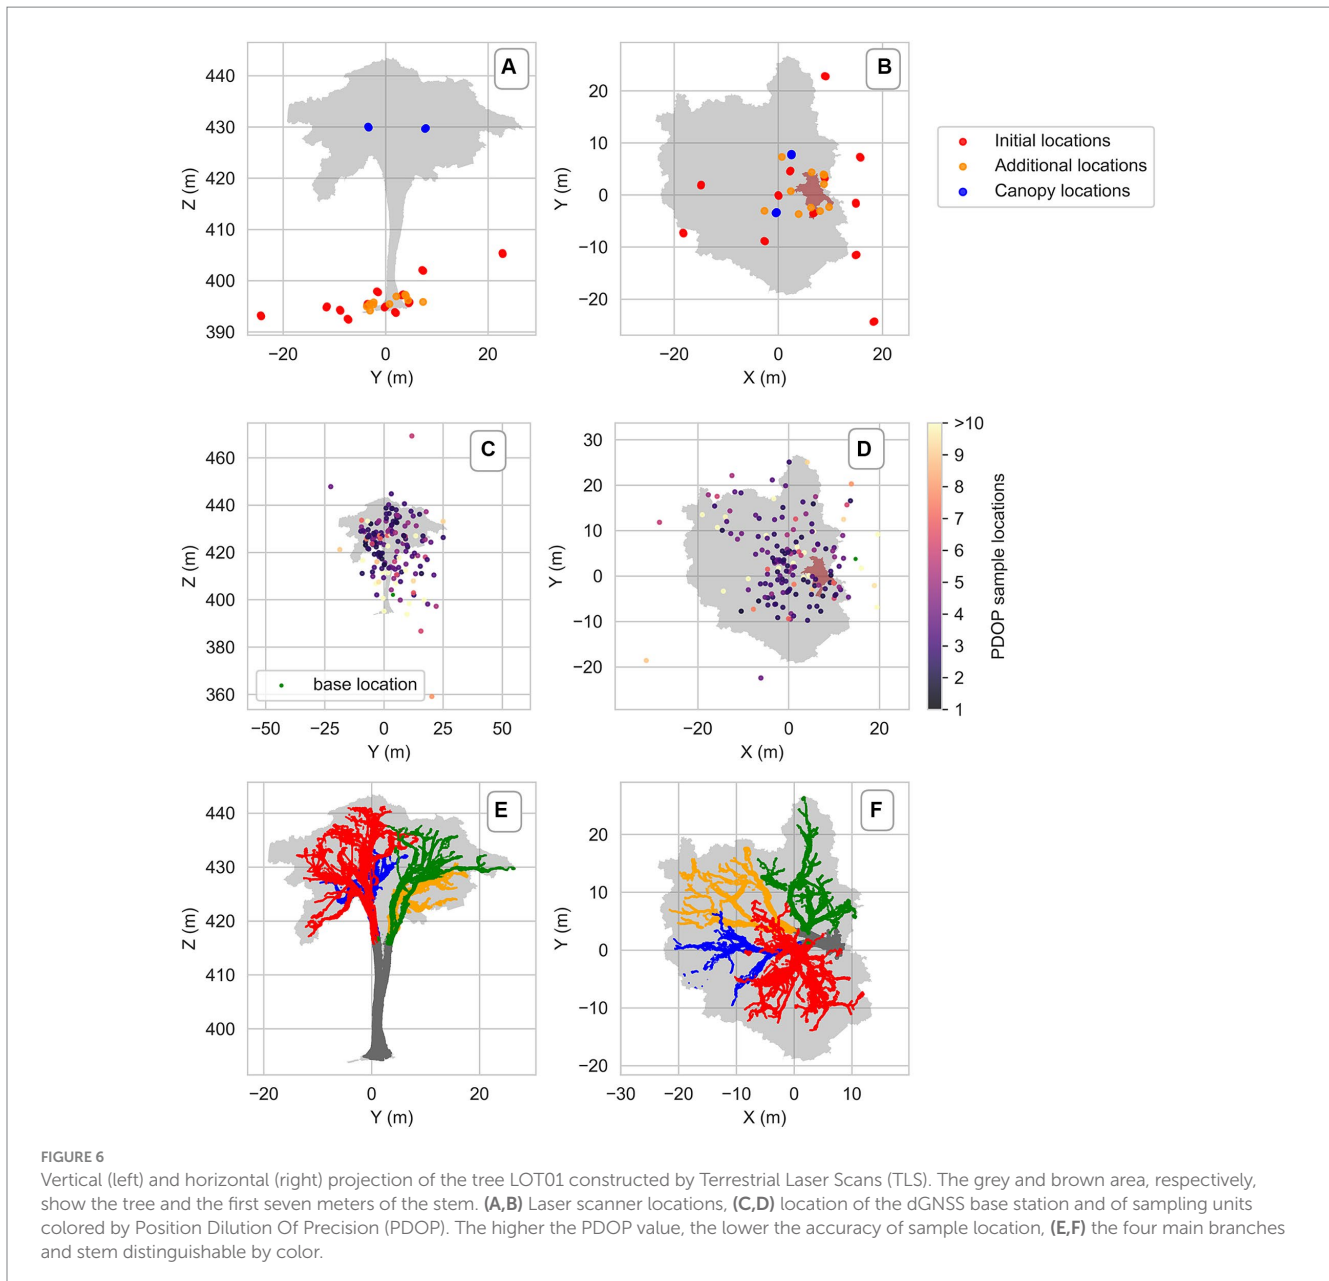 A
440
430
420
410
400
390
Z (m)
−20
0
20
Y (m)
B
20
10
0
−10
−20
Y (m)
−20
0
20
X (m)
Initial locations
Additional locations
Canopy locations
C
460
440
420
400
380
360
Z (m)
base location
−50
−25
0
25
50
Y (m)
D
30
20
10
0
−10
−20
Y (m)
−20
0
20
X (m)
>10
9
8
7
6
5
4
3
2
1
PDOP sample locations
E
440
430
420
410
400
Z (m)
−20
0
20
Y (m)
F
20
10
0
−10
−20
Y (m)
−30
−20
−10
0
10
X (m)
FIGURE 6
Vertical (left) and horizontal (right) projection of the tree LOT01 constructed by Terrestrial Laser Scans (TLS). The grey and brown area, respectively,
show the tree and the first seven meters of the stem. (A,B) Laser scanner locations, (C,D) location of the dGNSS base station and of sampling units
colored by Position Dilution Of Precision (PDOP). The higher the PDOP value, the lower the accuracy of sample location, (E,F) the four main branches
and stem distinguishable by color.